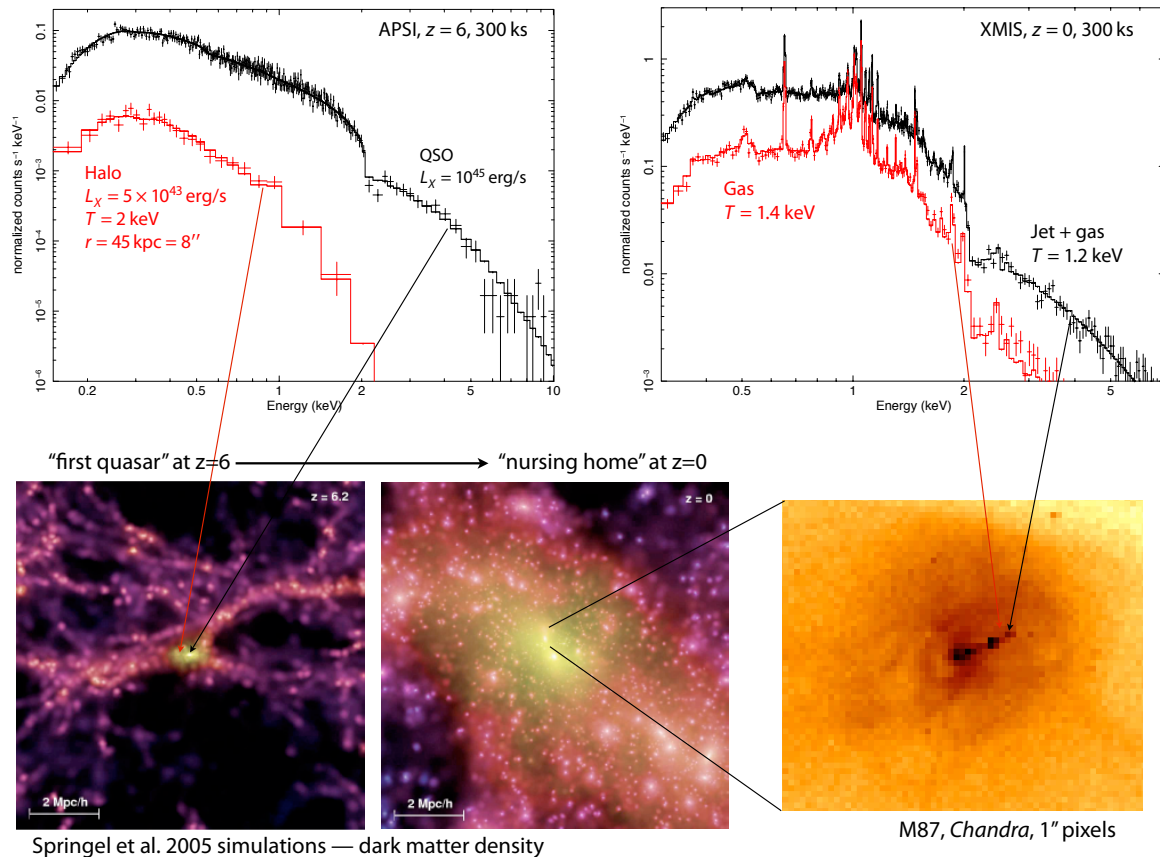 APSI, z = 6, 300 ks
normalized counts s⁻¹ keV⁻¹
0.1
0.01
10⁻³
10⁻⁴
10⁻⁵
10⁻⁶
Halo
L_X = 5 × 10⁴³ erg/s
T = 2 keV
r = 45 kpc = 8′′
QSO
L_X = 10⁴⁵ erg/s
0.2 0.5 1 2 5 10
Energy (keV)
XMIS, z = 0, 300 ks
normalized counts s⁻¹ keV⁻¹
1
0.1
0.01
10⁻³
Gas
T = 1.4 keV
Jet + gas
T = 1.2 keV
0.5 1 2 5
Energy (keV)
“first quasar” at z=6
“nursing home” at z=0
z = 6.2
2 Mpc/h
z = 0
2 Mpc/h
Springel et al. 2005 simulations — dark matter density
M87, Chandra, 1” pixels